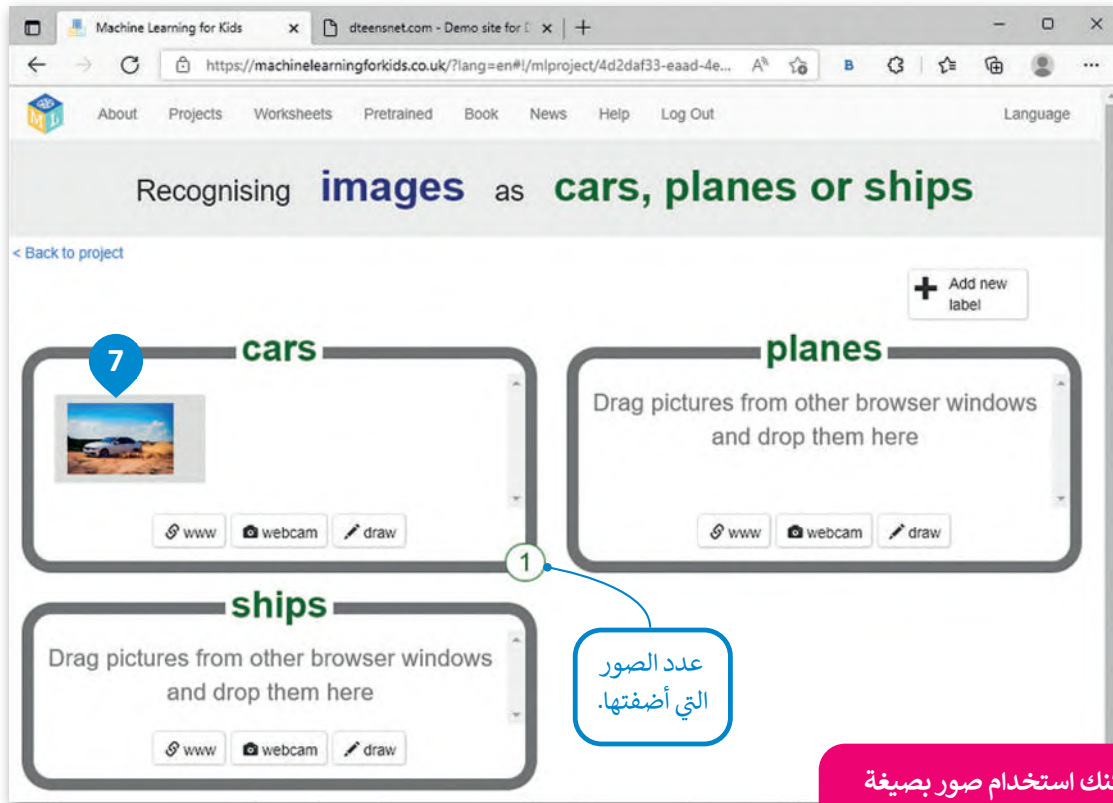 Machine Learning for Kids
dteensnet.com - Demo site for
https://machinelearningforkids.co.uk/?lang=en#!/mlproject/4d2daf33-eaad-4e...
About Projects Worksheets Pretrained Book News Help Log Out Language
Recognising images as cars, planes or ships
< Back to project
Add new
label
cars
7
www webcam draw
1
planes
Drag pictures from other browser windows
and drop them here
www webcam draw
ships
Drag pictures from other browser windows
and drop them here
www webcam draw
عدد الصور
التي أضفتها.
استخدام صور بصيغة